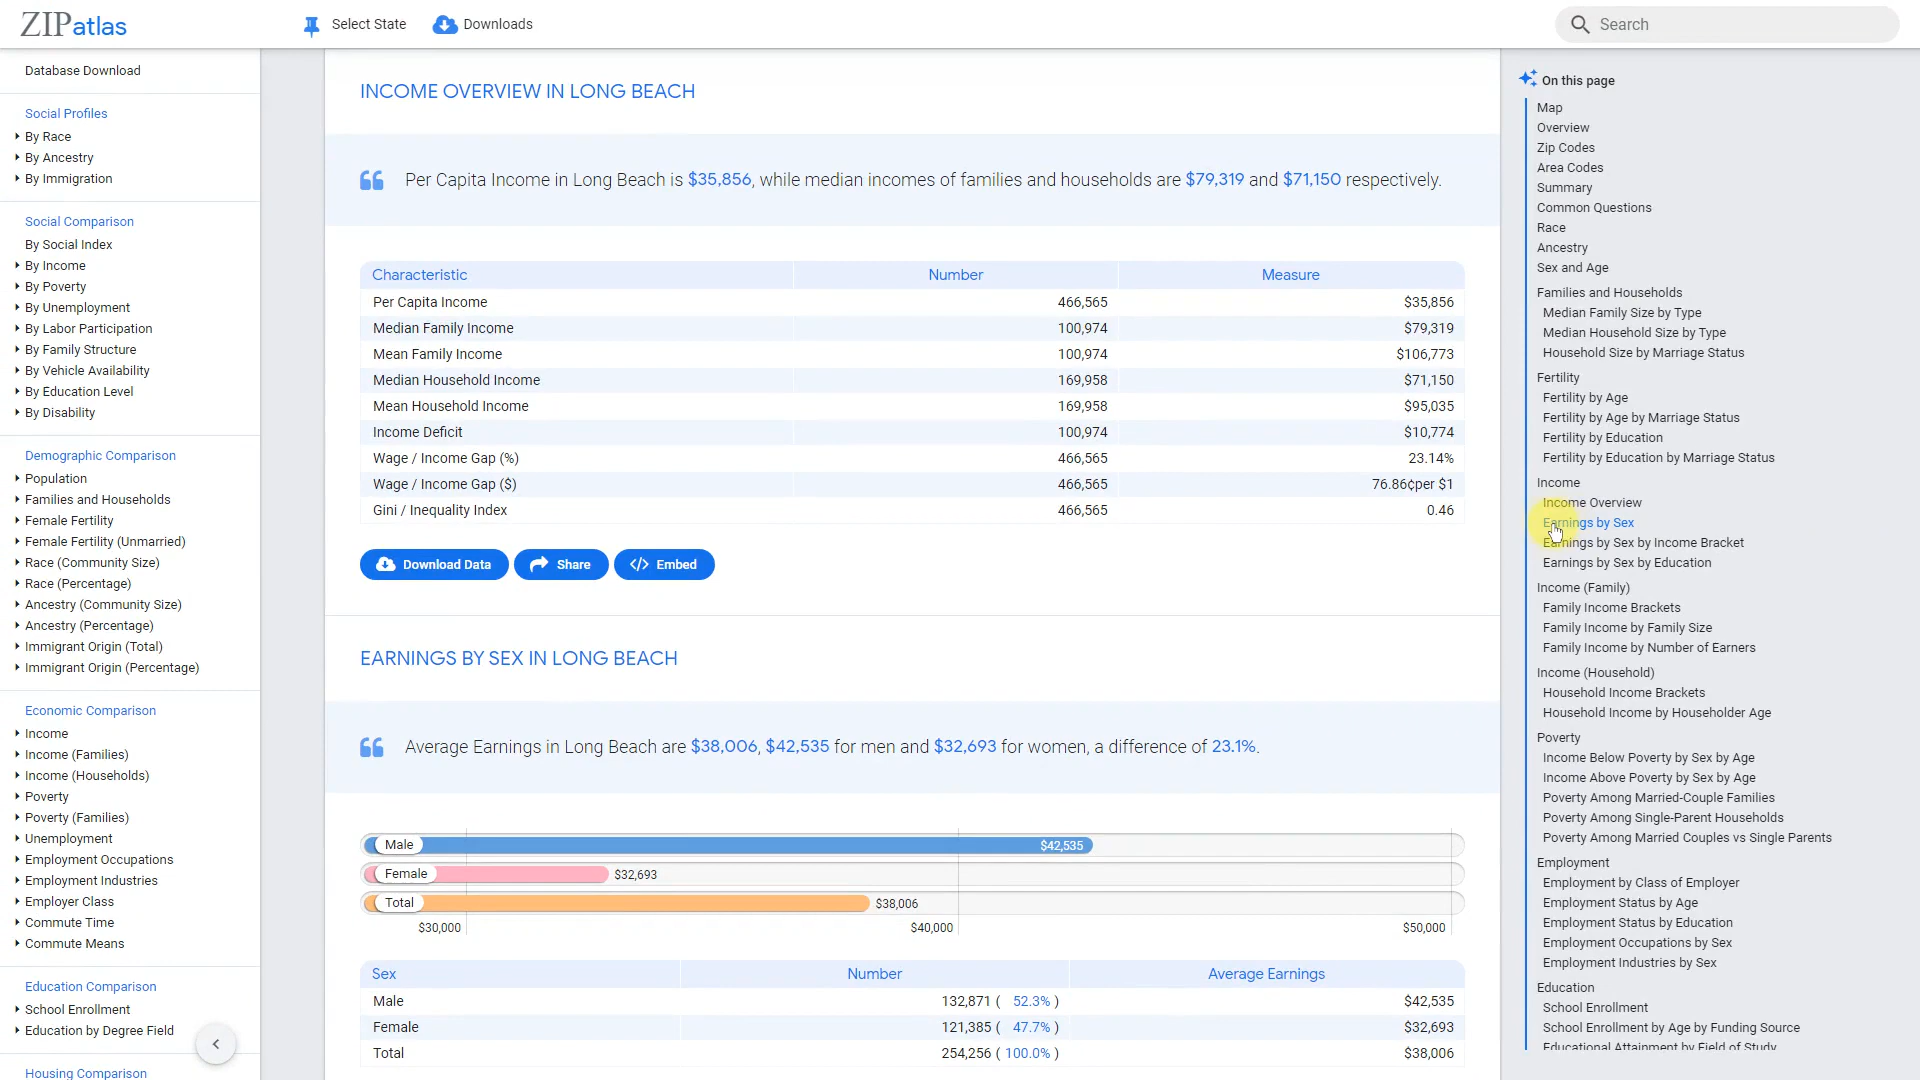 ZIPatlas
Select State
Downloads
Search
Database Download
Social Profiles
By Race
By Ancestry
By Immigration
Social Comparison
By Social Index
By Income
By Poverty
By Unemployment
By Labor Participation
By Family Structure
By Vehicle Availability
By Education Level
By Disability
Demographic Comparison
Population
Families and Households
Female Fertility
Female Fertility (Unmarried)
Race (Community Size)
Race (Percentage)
Ancestry (Community Size)
Ancestry (Percentage)
Immigrant Origin (Total)
Immigrant Origin (Percentage)
Economic Comparison
Income
Income (Families)
Income (Households)
Poverty
Poverty (Families)
Unemployment
Employment Occupations
Employment Industries
Employer Class
Commute Time
Commute Means
Education Comparison
School Enrollment
Education by Degree Field
Housing Comparison
INCOME OVERVIEW IN LONG BEACH
Per Capita Income in Long Beach is $35,856, while median incomes of families and households are $79,319 and $71,150 respectively.
Characteristic Number Measure
Per Capita Income 466,565 $35,856
Median Family Income 100,974 $79,319
Mean Family Income 100,974 $106,773
Median Household Income 169,958 $71,150
Mean Household Income 169,958 $95,035
Income Deficit 100,974 $10,774
Wage / Income Gap (%) 466,565 23.14%
Wage / Income Gap ($) 466,565 76.86¢per $1
Gini / Inequality Index 466,565 0.46
Download Data
Share
Embed
EARNINGS BY SEX IN LONG BEACH
Average Earnings in Long Beach are $38,006, $42,535 for men and $32,693 for women, a difference of 23.1%.
Male $42,535
Female $32,693
Total $38,006
$30,000 $40,000 $50,000
Sex Number Average Earnings
Male 132,871 ( 52.3% ) $42,535
Female 121,385 ( 47.7% ) $32,693
Total 254,256 ( 100.0% ) $38,006
On this page
Map
Overview
Zip Codes
Area Codes
Summary
Common Questions
Race
Ancestry
Sex and Age
Families and Households
Median Family Size by Type
Median Household Size by Type
Household Size by Marriage Status
Fertility
Fertility by Age
Fertility by Age by Marriage Status
Fertility by Education
Fertility by Education by Marriage Status
Income
Income Overview
Earnings by Sex
Earnings by Sex by Income Bracket
Earnings by Sex by Education
Income (Family)
Family Income Brackets
Family Income by Family Size
Family Income by Number of Earners
Income (Household)
Household Income Brackets
Household Income by Householder Age
Poverty
Income Below Poverty by Sex by Age
Income Above Poverty by Sex by Age
Poverty Among Married-Couple Families
Poverty Among Single-Parent Households
Poverty Among Married Couples vs Single Parents
Employment
Employment by Class of Employer
Employment Status by Age
Employment Status by Education
Employment Occupations by Sex
Employment Industries by Sex
Education
School Enrollment
School Enrollment by Age by Funding Source
Educational Attainment by Field of Study